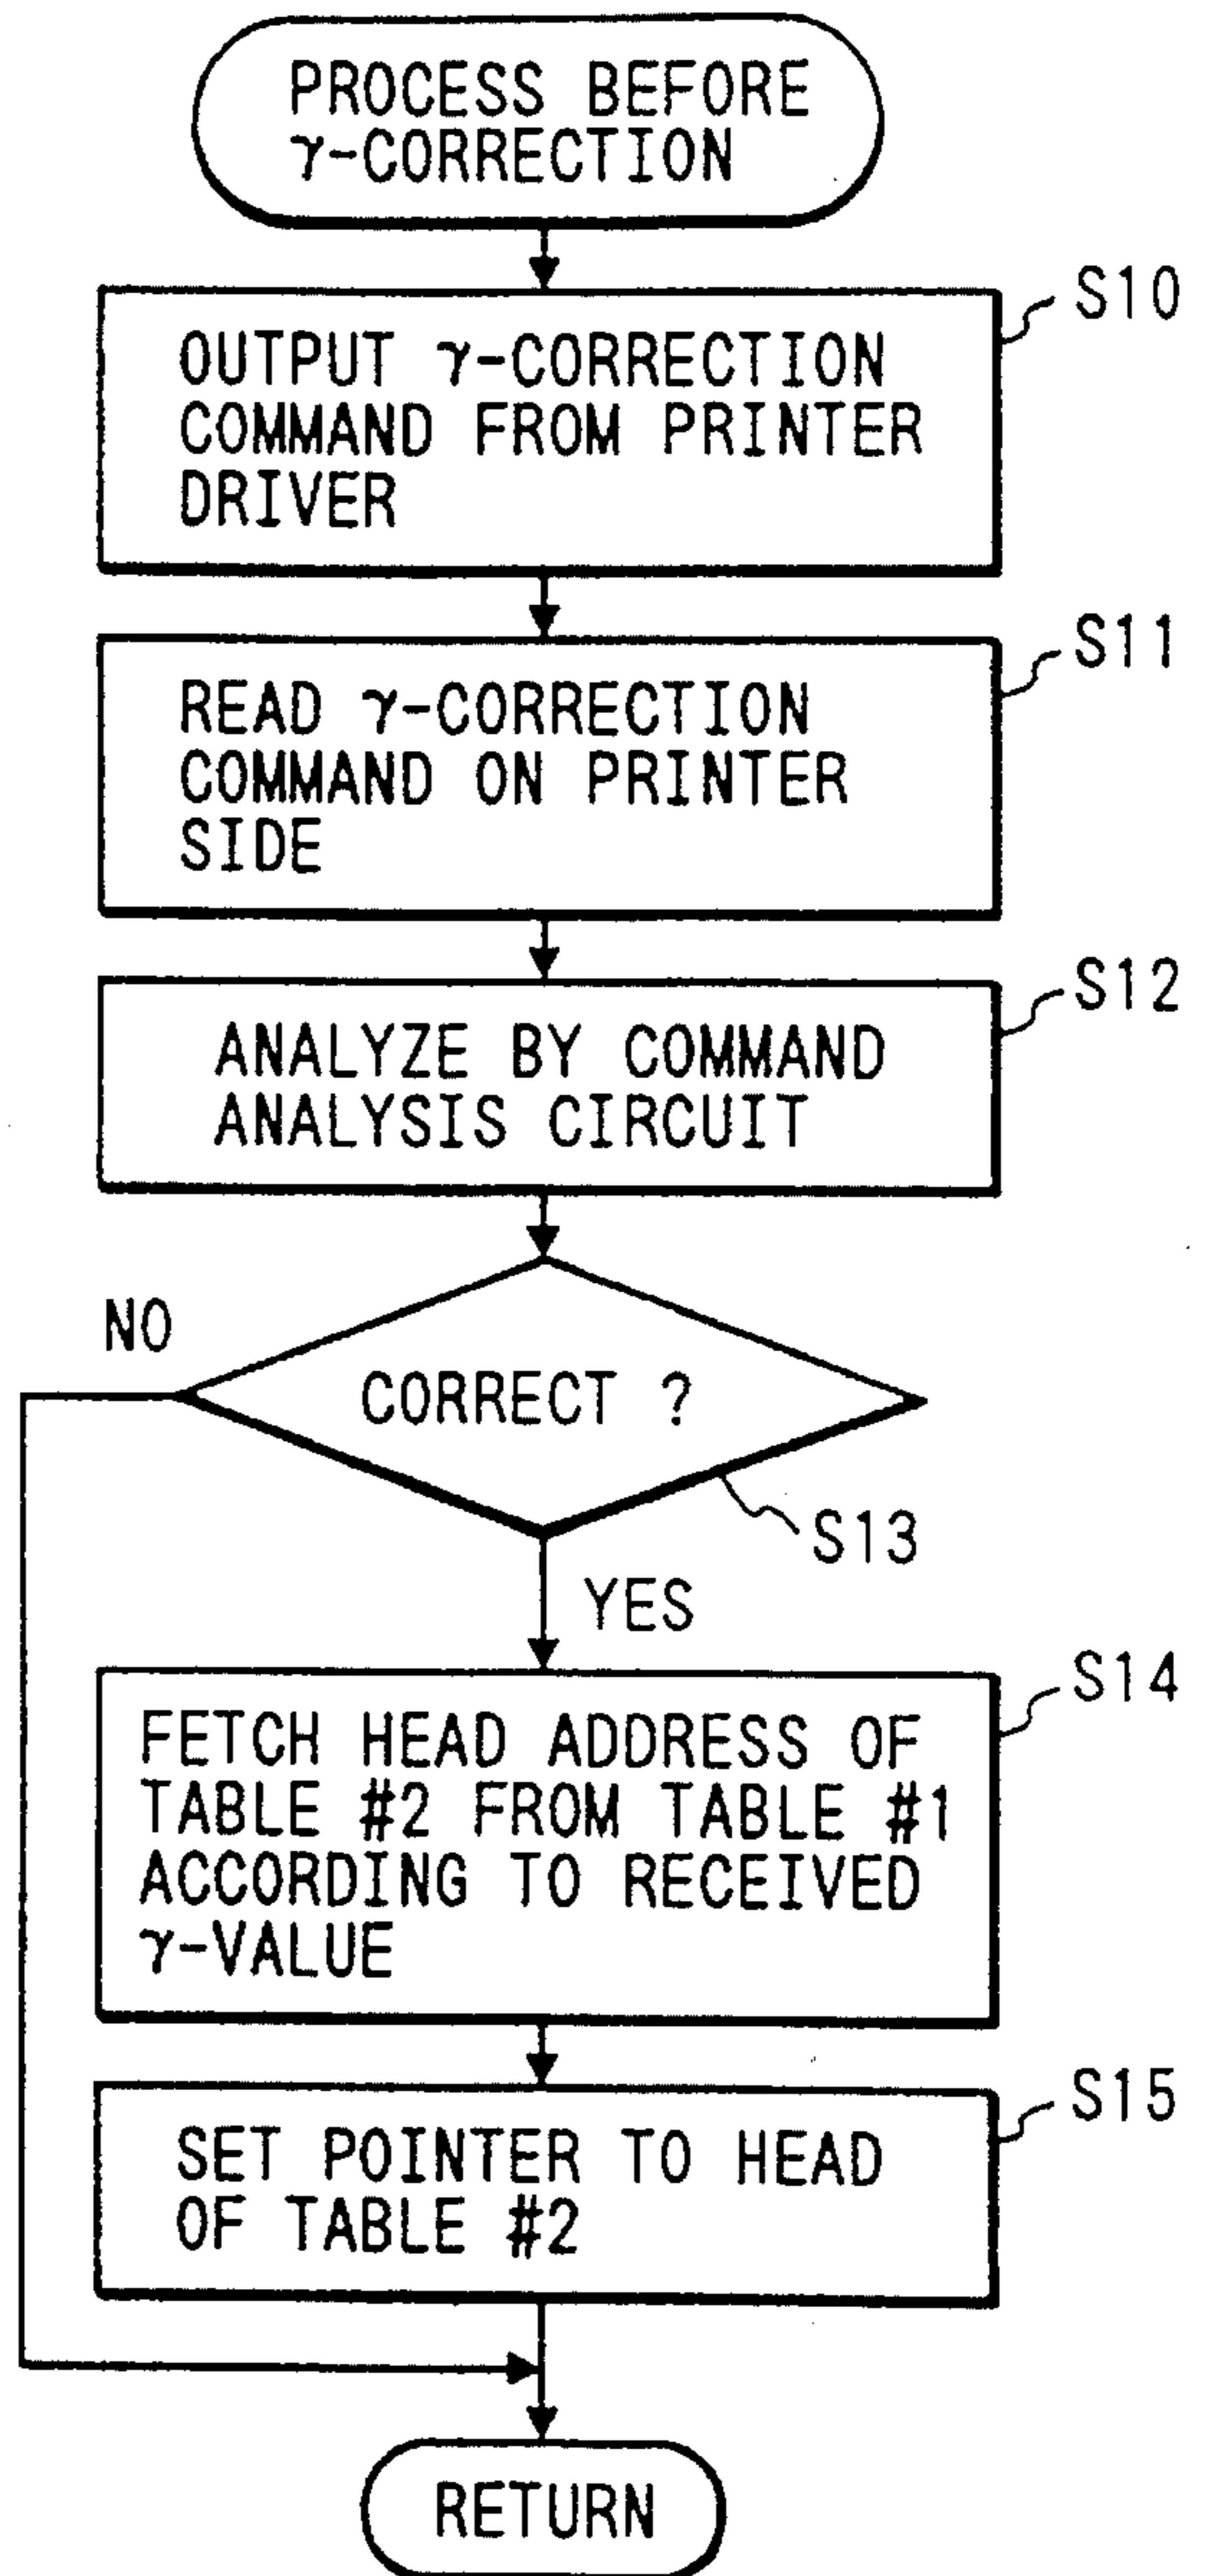 PROCESS BEFORE
γ-CORRECTION
S10
OUTPUT γ-CORRECTION
COMMAND FROM PRINTER
DRIVER
S11
READ γ-CORRECTION
COMMAND ON PRINTER
SIDE
S12
ANALYZE BY COMMAND
ANALYSIS CIRCUIT
NO
CORRECT ?
S13
YES
S14
FETCH HEAD ADDRESS OF
TABLE #2 FROM TABLE #1
ACCORDING TO RECEIVED
γ-VALUE
S15
SET POINTER TO HEAD
OF TABLE #2
RETURN